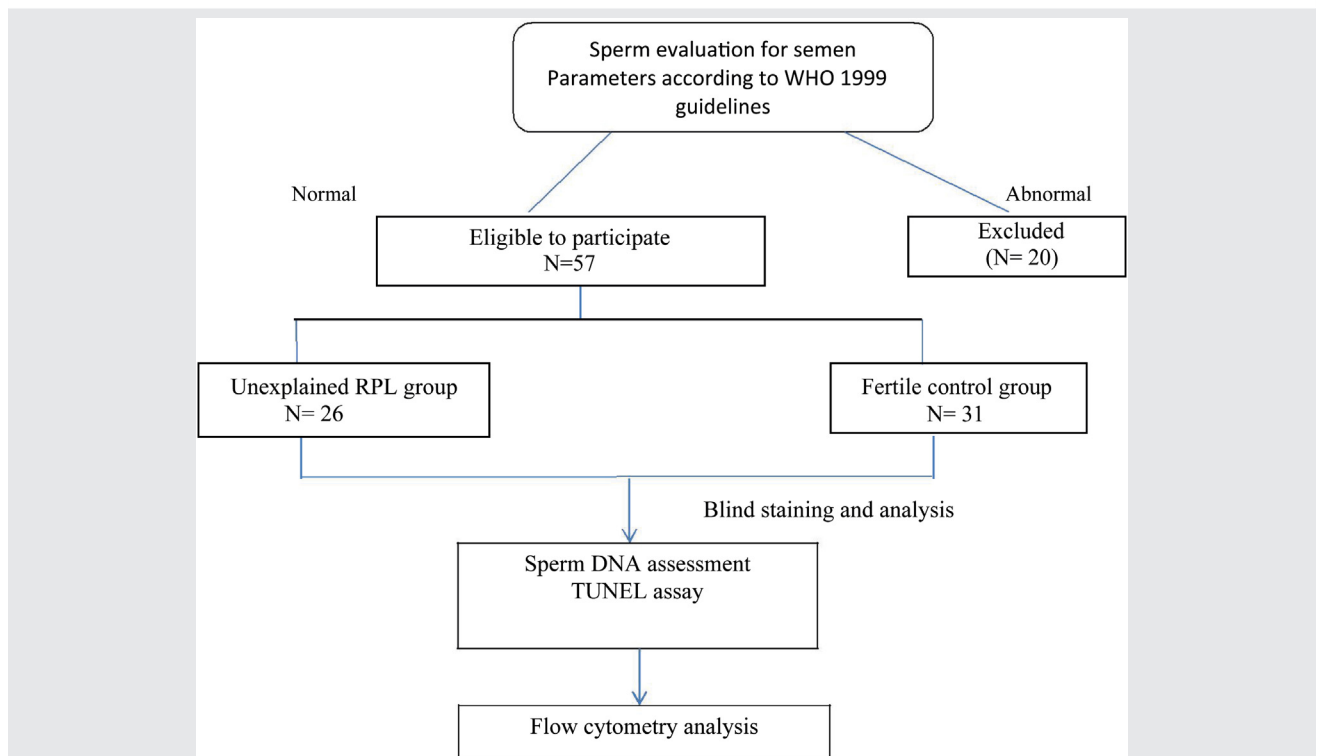 Sperm evaluation for semen
Parameters according to WHO 1999
guidelines
Normal
Abnormal
Eligible to participate
N=57
Excluded
(N= 20)
Unexplained RPL group
N= 26
Fertile control group
N= 31
Blind staining and analysis
Sperm DNA assessment
TUNEL assay
Flow cytometry analysis